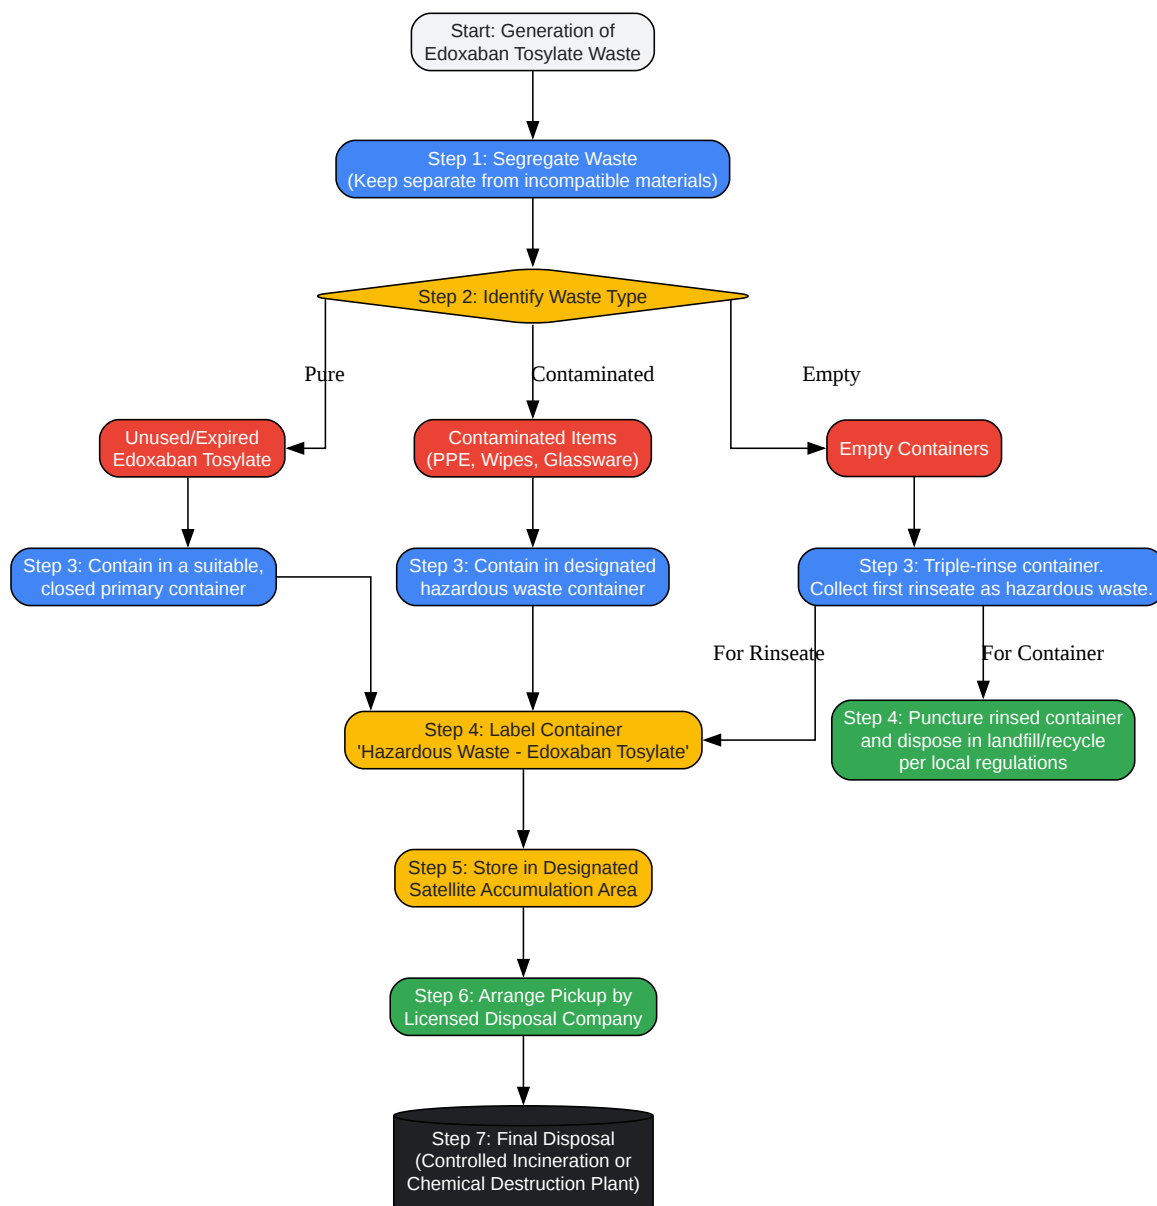 Start: Generation of
Edoxaban Tosylate Waste
Step 1: Segregate Waste
(Keep separate from incompatible materials)
Step 2: Identify Waste Type
Pure
Contaminated
Empty
Unused/Expired
Edoxaban Tosylate
Contaminated Items
(PPE, Wipes, Glassware)
Empty Containers
Step 3: Contain in a suitable,
closed primary container
Step 3: Contain in designated
hazardous waste container
Step 3: Triple-rinse container.
Collect first rinseate as hazardous waste.
For Rinseate
For Container
Step 4: Label Container
'Hazardous Waste - Edoxaban Tosylate'
Step 4: Puncture rinsed container
and dispose in landfill/recycle
per local regulations
Step 5: Store in Designated
Satellite Accumulation Area
Step 6: Arrange Pickup by
Licensed Disposal Company
Step 7: Final Disposal
(Controlled Incineration or
Chemical Destruction Plant)